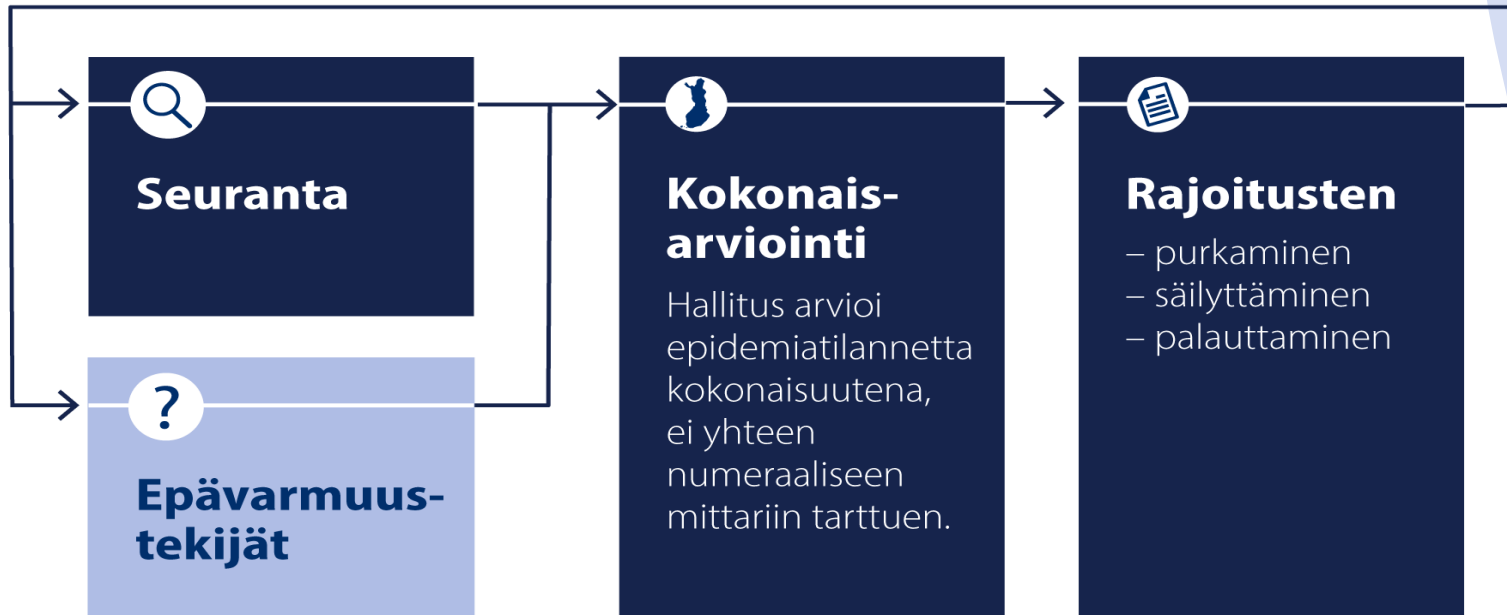 Seuranta
?
Epävarmuus-
tekijät
Kokonais-
arviointi
Hallitus arvioi
epidemiatilannetta
kokonaisuutena,
ei yhteen
numeraaliseen
mittariin tarttuen.
Rajoitusten
– purkaminen
– säilyttäminen
– palauttaminen